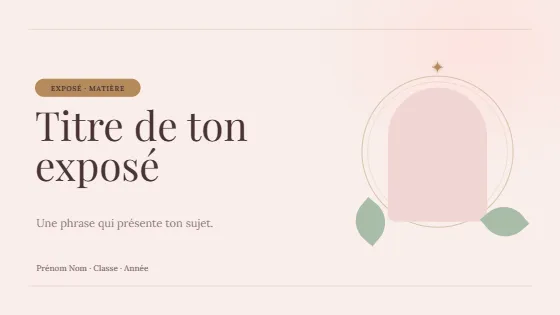 EXPOSÉ · MATIÈRE
Titre de ton
exposé
Une phrase qui présente ton sujet.
Prénom Nom · Classe · Année